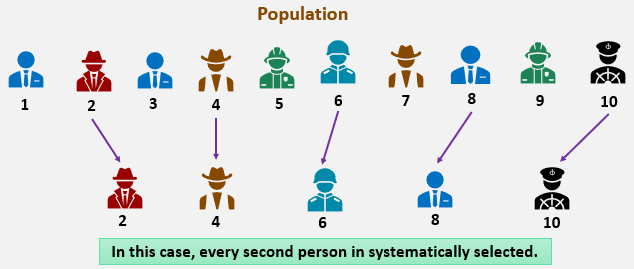 Population
1 2 3 4 5 6 7 8 9 10
2 4 6 8 10
In this case, every second person in systematically selected.